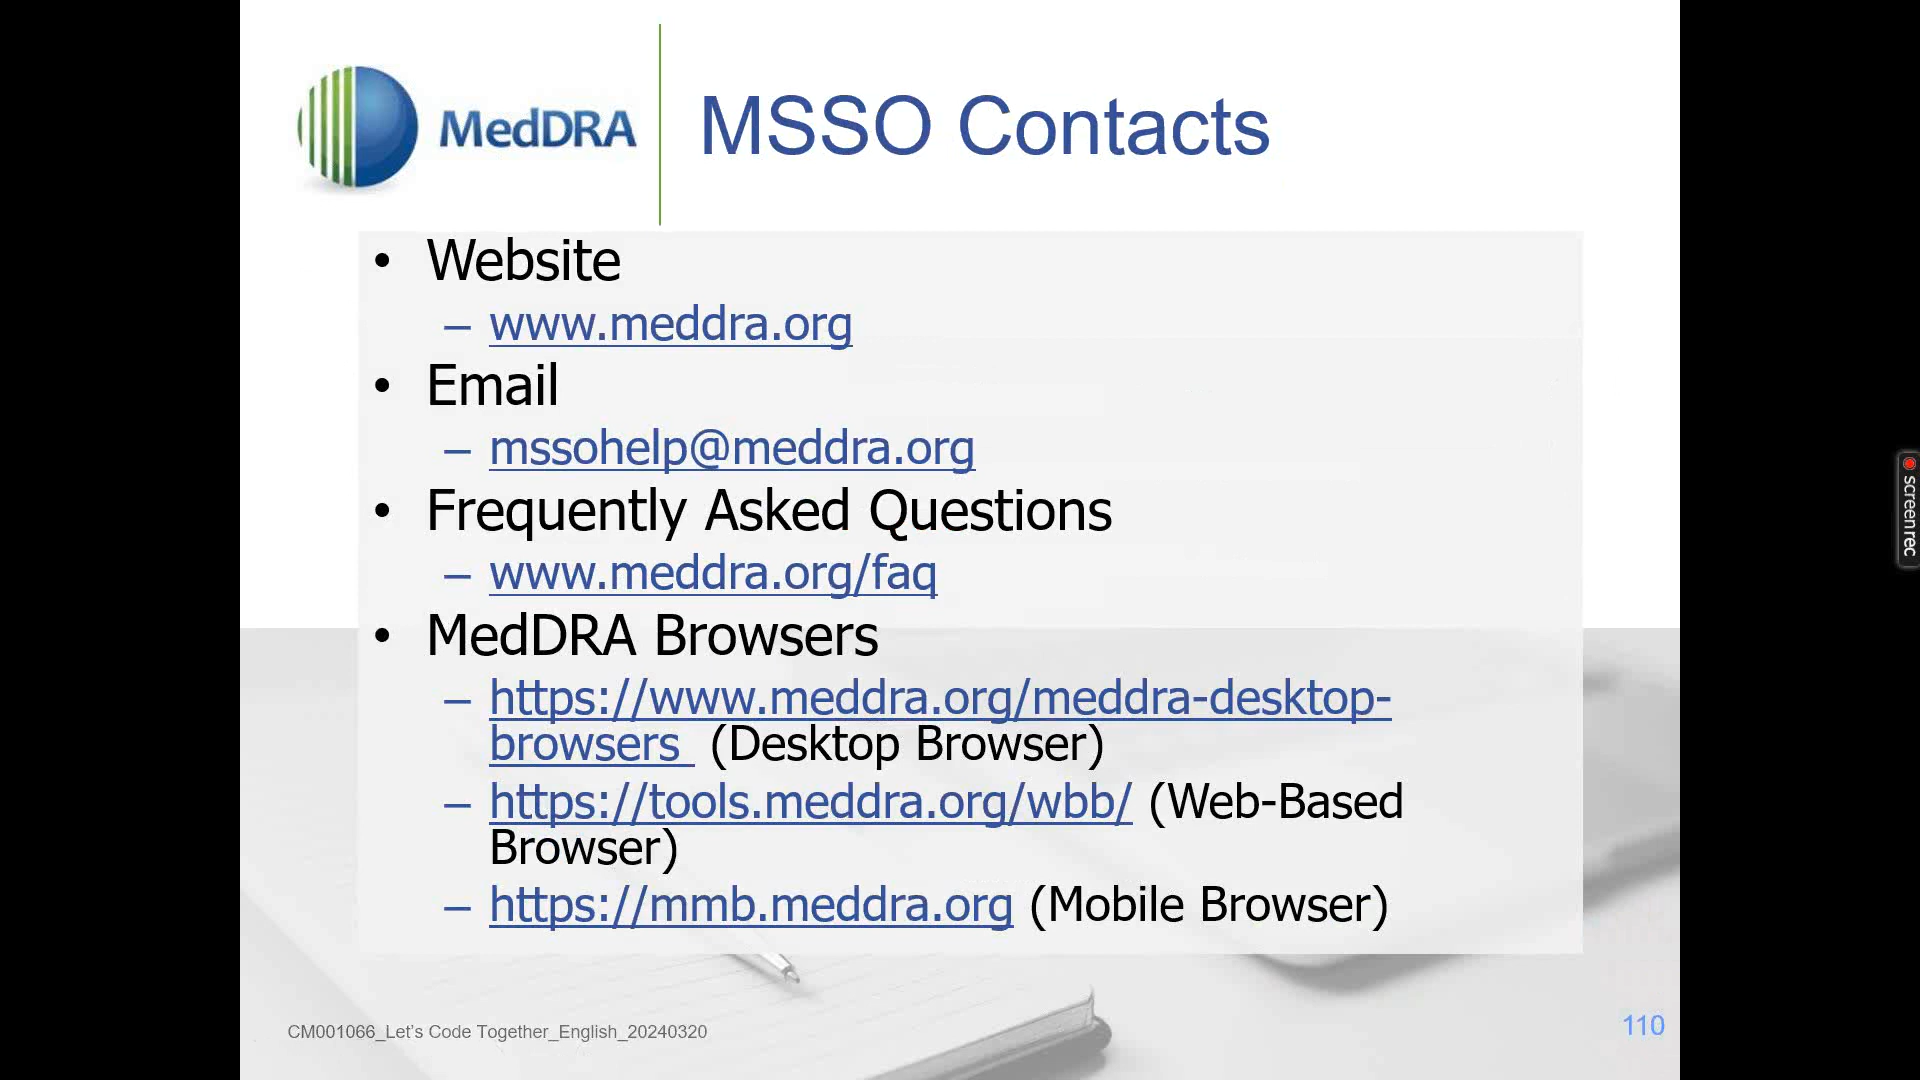 MedDRA
MSSO Contacts
• Website
– www.meddra.org
• Email
– mssohelp@meddra.org
• Frequently Asked Questions
– www.meddra.org/faq
• MedDRA Browsers
– https://www.meddra.org/meddra-desktop-
browsers (Desktop Browser)
– https://tools.meddra.org/wbb/ (Web-Based
Browser)
– https://mmb.meddra.org (Mobile Browser)
CM001066_Let’s Code Together_English_20240320
110
screenrec